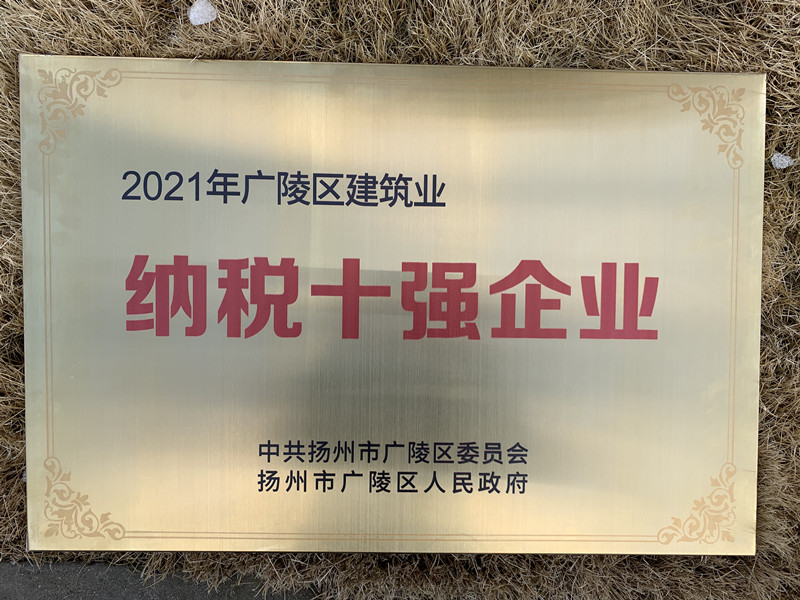 2021年广陵区建筑业
纳税十强企业
中共扬州市广陵区委员会
扬州市广陵区人民政府